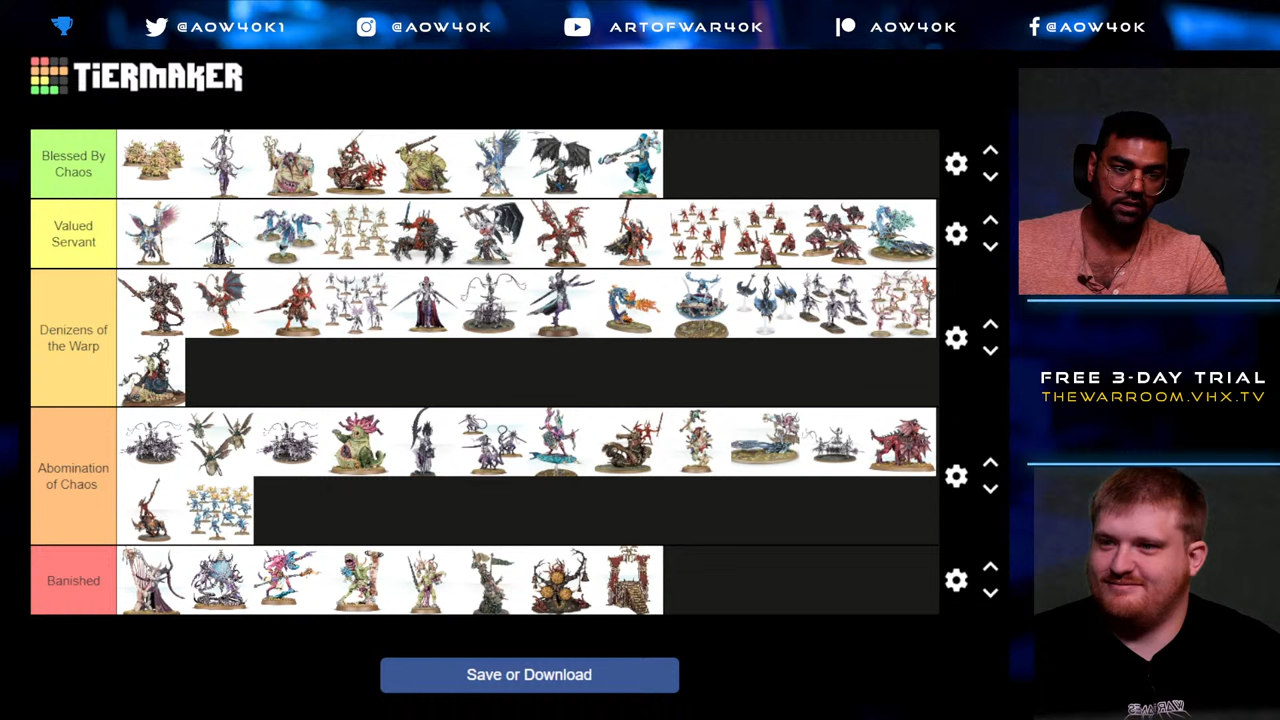 @AOW40K1
@AOW40K
ARTOFWAR40K
AOW40K
@AOW40K
TiERMAKER
Blessed By
Chaos
Valued
Servant
Denizens of
the Warp
Abomination
of Chaos
Banished
Save or Download
FREE 3-DAY TRIAL
THEWARROOM.VHX.TV